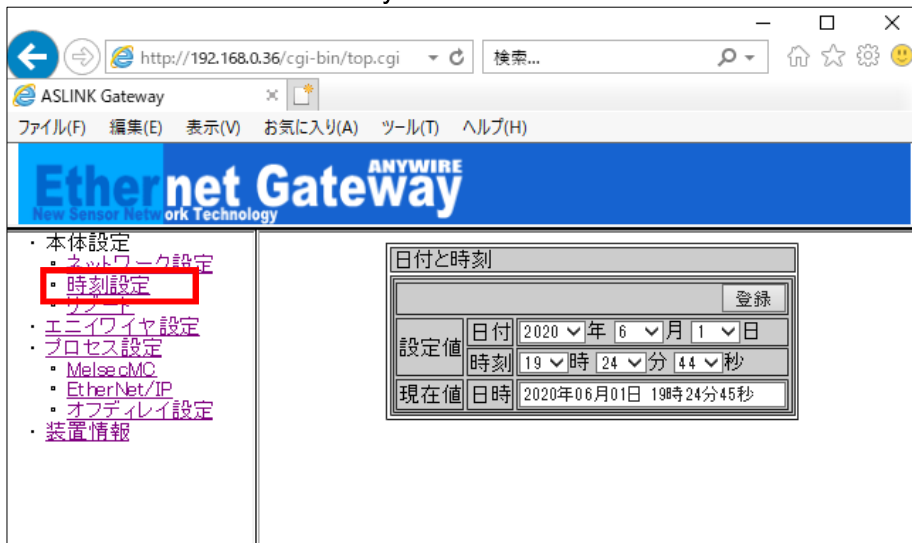 http://192.168.0.36/cgi-bin/top.cgi 検索...
ASLINK Gateway
ファイル(F) 編集(E) 表示(V) お気に入り(A) ツール(T) ヘルプ(H)
ANYWIRE
Ethernet Gateway
New Sensor Network Technology
・本体設定
・ネットワーク設定
・時刻設定
・リブート
・エニイワイヤ設定
・プロセス設定
・MelsecMC
・EtherNet/IP
・オフディレイ設定
・装置情報
日付と時刻
登録
設定値 日付 2020 年 6 月 1 日
時刻 19 時 24 分 44 秒
現在値 日時 2020年06月01日 19時24分45秒